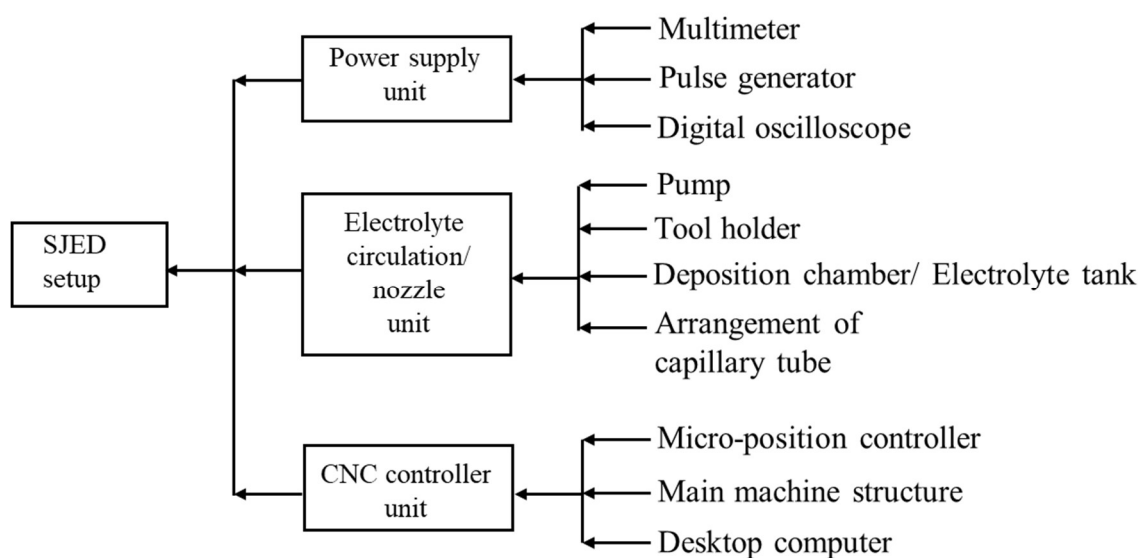 Power supply
unit
Multimeter
Pulse generator
Digital oscilloscope
SJED
setup
Electrolyte
circulation/
nozzle
unit
Pump
Tool holder
Deposition chamber/ Electrolyte tank
Arrangement of
capillary tube
CNC controller
unit
Micro-position controller
Main machine structure
Desktop computer